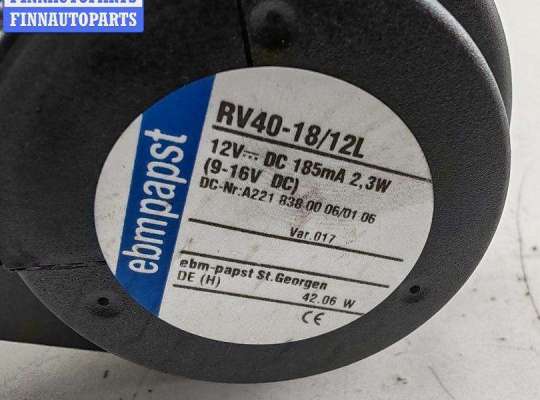 FINNAUTOPARTS
FINNAUTOPARTS
ebmpapst
RV40-18/12L
12V⎓ DC 185mA 2,3W
(9-16V DC)
DC-Nr:A221 838 00 06/01 06
Var.017
ebm-papst St.Georgen
DE (H) 42.06 W
CE